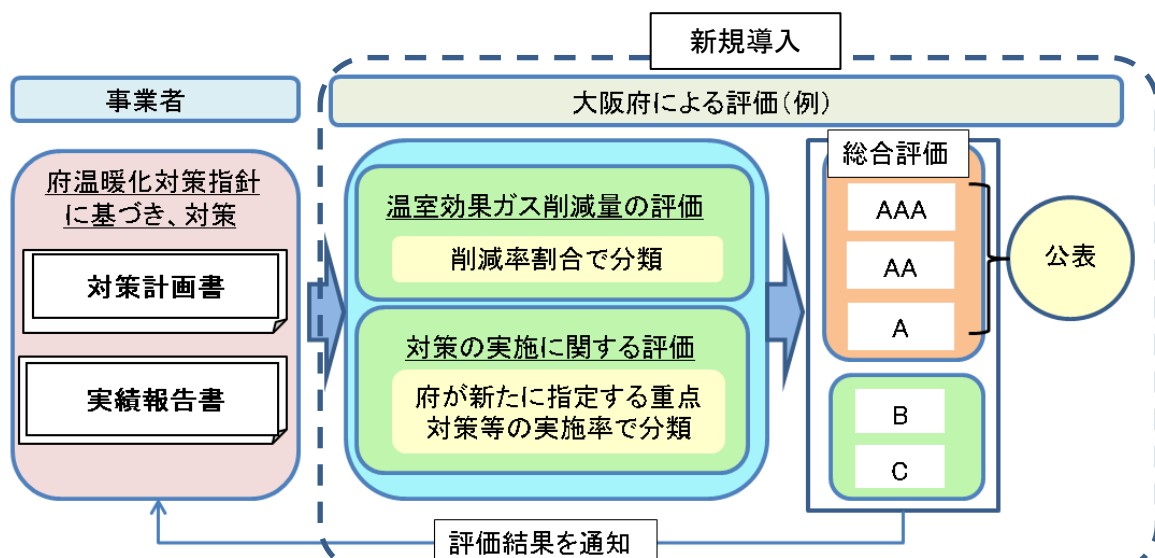 新規導入
事業者
大阪府による評価(例)
府温暖化対策指針
に基づき、対策
対策計画書
実績報告書
温室効果ガス削減量の評価
削減率割合で分類
対策の実施に関する評価
府が新たに指定する重点
対策等の実施率で分類
総合評価
AAA
AA
A
B
C
公表
評価結果を通知